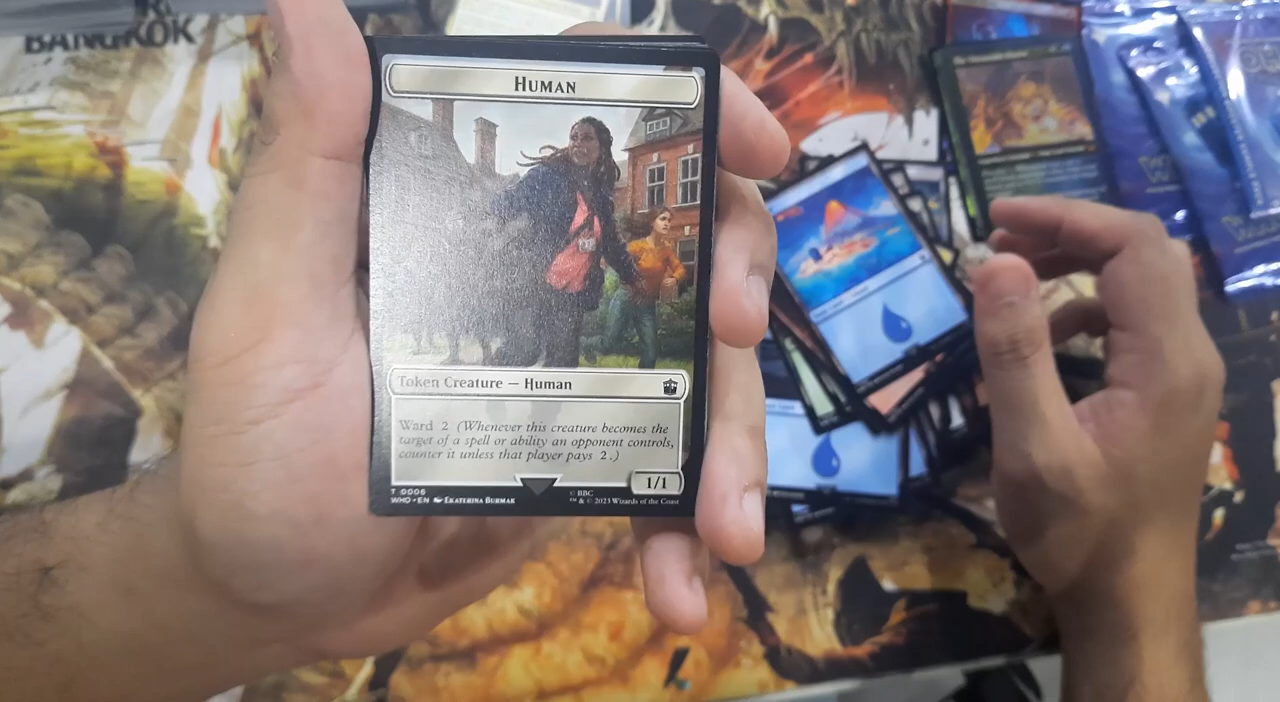 BANGKOK
HUMAN
Token Creature — Human
Ward 2 (Whenever this creature becomes the
target of a spell or ability an opponent controls,
counter it unless that player pays 2.)
1/1
T 0006
WHO • EN EKATERINA BURMAK
© BBC
™ & © 2023 Wizards of the Coast